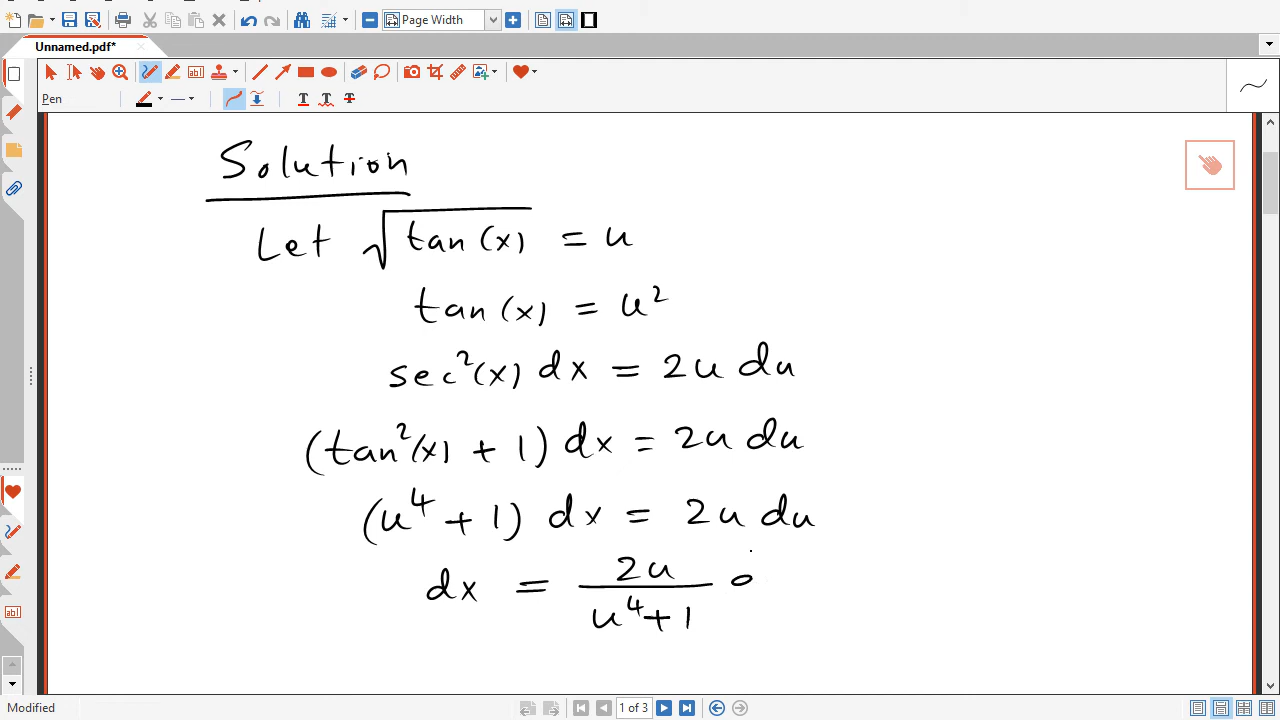 Page Width
Unnamed.pdf*
Pen
Solution
Let √tan(x) = u
tan(x) = u²
sec²(x) dx = 2u du
(tan²(x) + 1) dx = 2u du
(u⁴ + 1) dx = 2u du
dx = 2u / u⁴+1
Modified
1 of 3